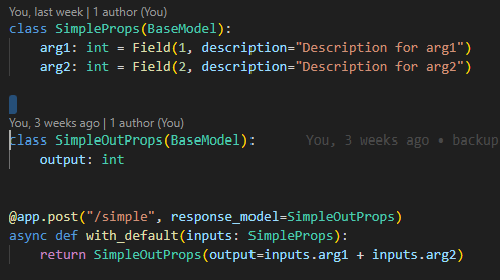 You, last week | 1 author (You)
class SimpleProps(BaseModel):
    arg1: int = Field(1, description="Description for arg1")
    arg2: int = Field(2, description="Description for arg2")
You, 3 weeks ago | 1 author (You)
class SimpleOutProps(BaseModel):        You, 3 weeks ago • backup
    output: int
@app.post("/simple", response_model=SimpleOutProps)
async def with_default(inputs: SimpleProps):
    return SimpleOutProps(output=inputs.arg1 + inputs.arg2)